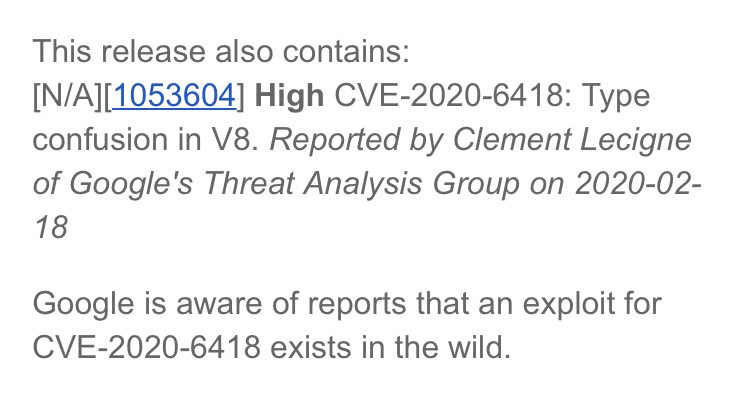 This release also contains:
[N/A][1053604] High CVE-2020-6418: Type
confusion in V8. Reported by Clement Lecigne
of Google's Threat Analysis Group on 2020-02-
18
Google is aware of reports that an exploit for
CVE-2020-6418 exists in the wild.